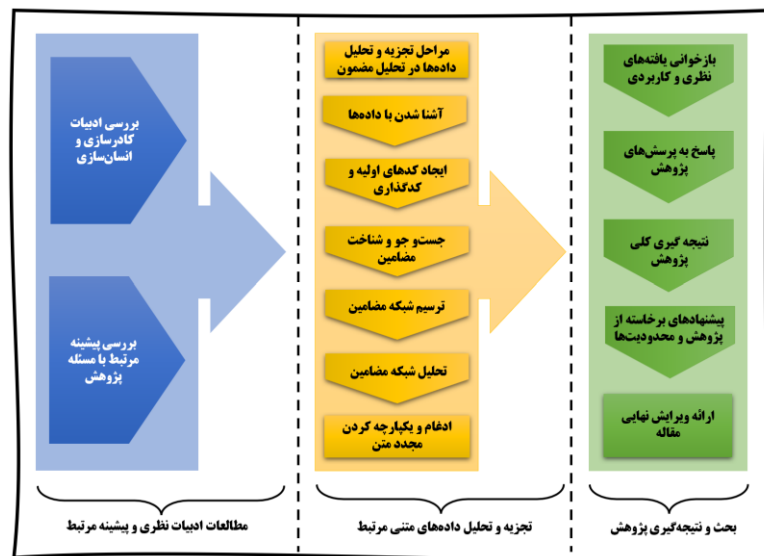 بررسی ادبیات
کادرسازی و
انسان‌سازی
بررسی پیشینه
مرتبط با مسئله
پژوهش
مطالعات ادبیات نظری و پیشینه مرتبط
مراحل تجزیه و تحلیل
داده‌ها در تحلیل مضمون
آشنا شدن با داده‌ها
ایجاد کدهای اولیه و
کدگذاری
جست‌و جو و شناخت
مضامین
ترسیم شبکه مضامین
تحلیل شبکه مضامین
ادغام و یکپارچه کردن
مجدد متن
تجزیه و تحلیل داده‌های متنی مرتبط
بازخوانی یافته‌های
نظری و کاربردی
پاسخ به پرسش‌های
پژوهش
نتیجه گیری کلی
پژوهش
پیشنهادهای برخاسته از
پژوهش و محدودیت‌ها
ارائه ویرایش نهایی
مقاله
بحث و نتیجه‌گیری پژوهش